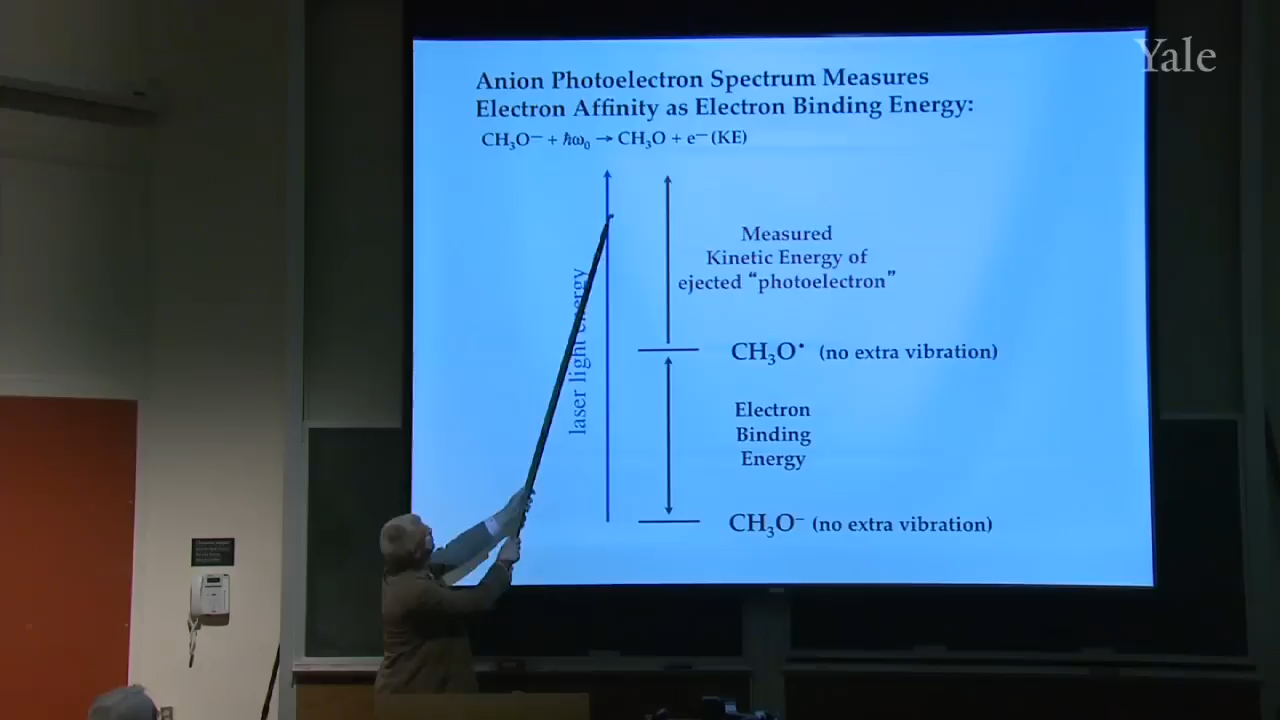 Yale
Anion Photoelectron Spectrum Measures
Electron Affinity as Electron Binding Energy:
CH₃O⁻ + ℏω₀ → CH₃O + e⁻ (KE)
laser light energy
Measured
Kinetic Energy of
ejected “photoelectron”
CH₃O• (no extra vibration)
Electron
Binding
Energy
CH₃O⁻ (no extra vibration)